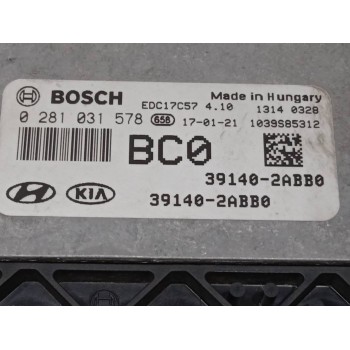 BOSCH EDC17C57 4.10 Made in Hungary
1314 0328
0 281 031 578 658 17-01-21 1039S85312
BC0
39140-2ABB0
KIA 39140-2ABB0